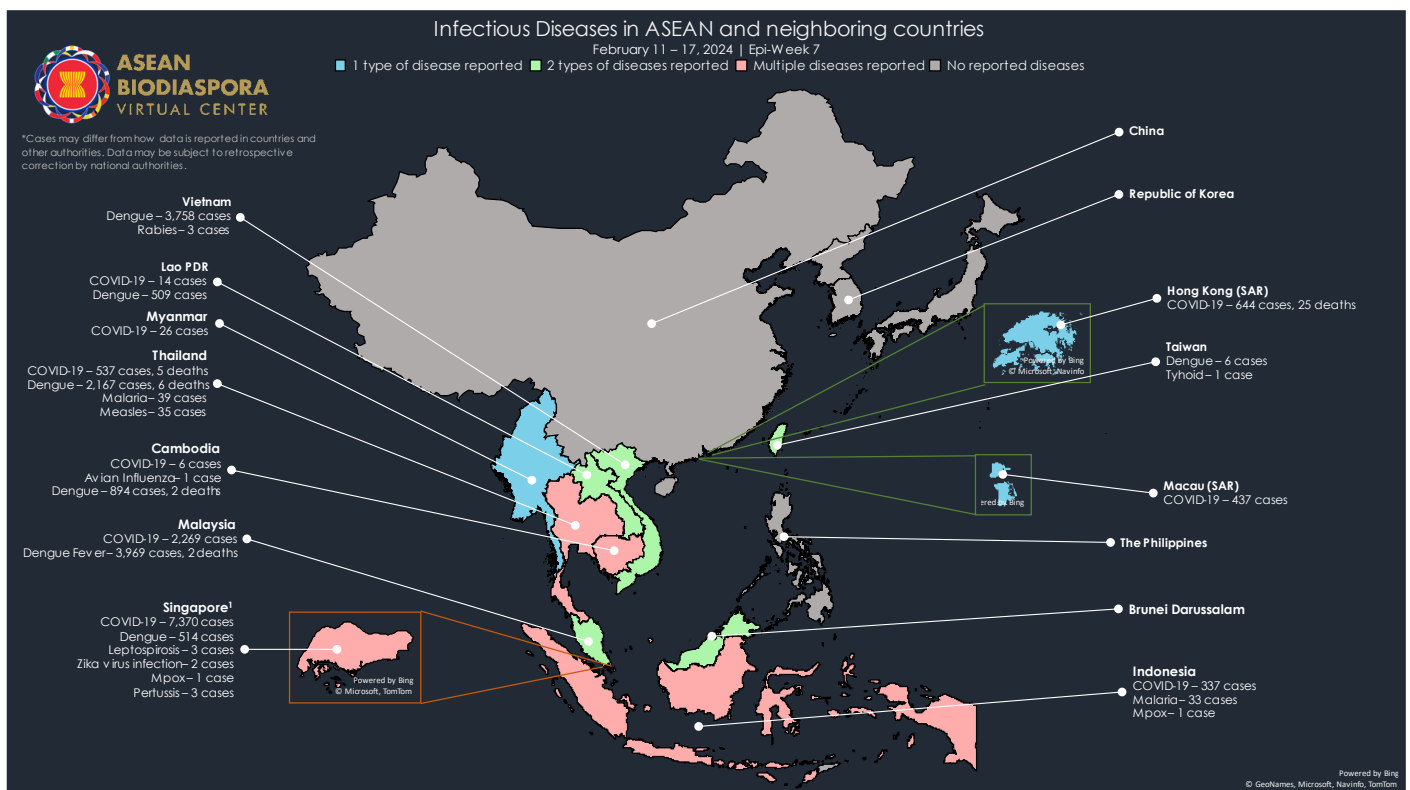 Infectious Diseases in ASEAN and neighboring countries
February 11 – 17, 2024 | Epi-Week 7
1 type of disease reported
2 types of diseases reported
Multiple diseases reported
No reported diseases
ASEAN
BIODIASPORA
VIRTUAL CENTER
*Cases may differ from how data is reported in countries and
other authorities. Data may be subject to retrospective
correction by national authorities.
Vietnam
Dengue – 3,758 cases
Rabies – 3 cases
Lao PDR
COVID-19 – 14 cases
Dengue – 509 cases
Myanmar
COVID-19 – 26 cases
Thailand
COVID-19 – 537 cases, 5 deaths
Dengue – 2,167 cases, 6 deaths
Malaria – 39 cases
Measles – 35 cases
Cambodia
COVID-19 – 6 cases
Avian Influenza– 1 case
Dengue – 894 cases, 2 deaths
Malaysia
COVID-19 – 2,269 cases
Dengue Fever – 3,969 cases, 2 deaths
Singapore¹
COVID-19 – 7,370 cases
Dengue – 514 cases
Leptospirosis – 3 cases
Zika virus infection– 2 cases
Mpox – 1 case
Pertussis – 3 cases
Powered by Bing
© Microsoft, TomTom
China
Republic of Korea
Hong Kong (SAR)
COVID-19 – 644 cases, 25 deaths
Powered by Bing
© Microsoft, Navinfo
Taiwan
Dengue – 6 cases
Tyhoid – 1 case
Macau (SAR)
COVID-19 – 437 cases
ered by Bing
The Philippines
Brunei Darussalam
Indonesia
COVID-19 – 337 cases
Malaria – 33 cases
Mpox – 1 case
Powered by Bing
© GeoNames, Microsoft, Navinfo, TomTom